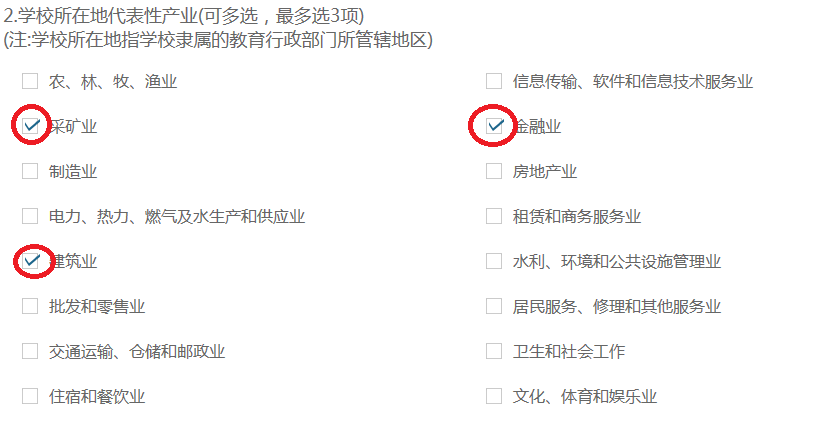 2.学校所在地代表性产业(可多选，最多选3项)
(注:学校所在地指学校隶属的教育行政部门所管辖地区)
农、林、牧、渔业
信息传输、软件和信息技术服务业
采矿业
金融业
制造业
房地产业
电力、热力、燃气及水生产和供应业
租赁和商务服务业
建筑业
水利、环境和公共设施管理业
批发和零售业
居民服务、修理和其他服务业
交通运输、仓储和邮政业
卫生和社会工作
住宿和餐饮业
文化、体育和娱乐业